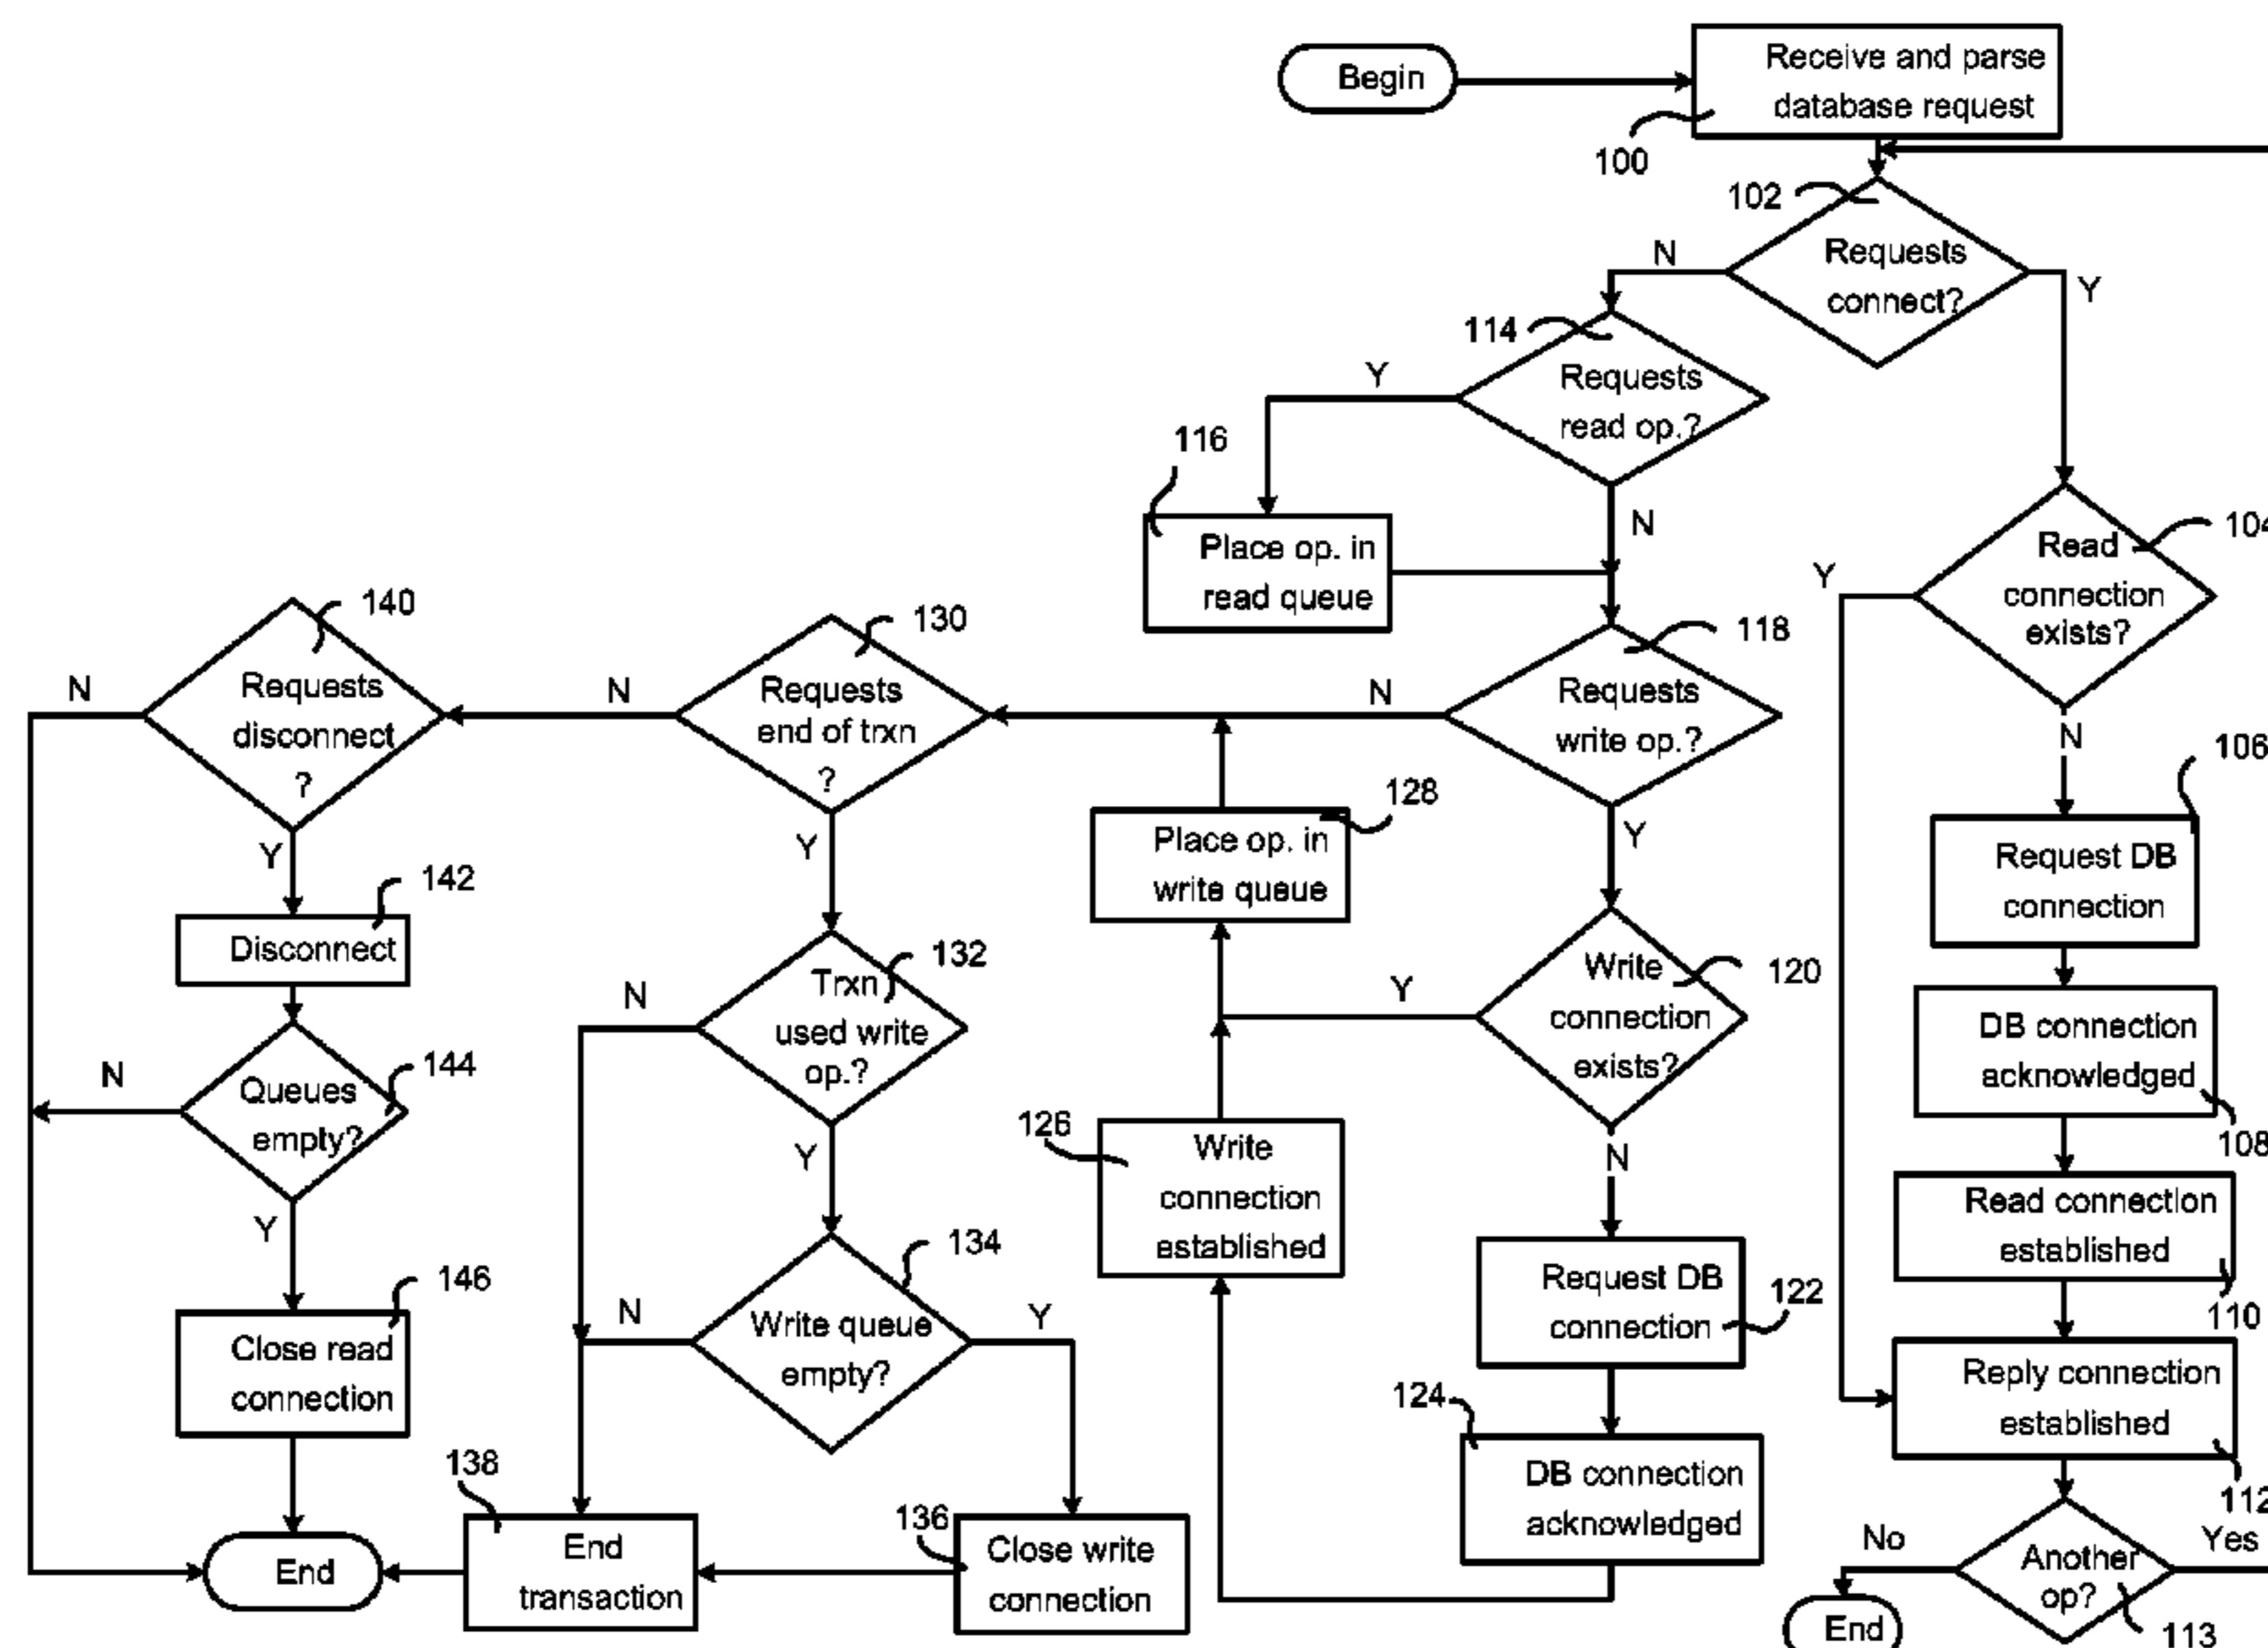 Begin
Receive and parse
database request
100
102
Requests
connect?
N
Y
114
Requests
read op.?
Y
N
116
Place op. in
read queue
104
Read
connection
exists?
Y
N
118
Requests
write op.?
N
Y
130
Requests
end of trxn
?
N
Y
140
Requests
disconnect
?
N
Y
106
Request DB
connection
128
Place op. in
write queue
142
Disconnect
132
Trxn
used write
op.?
N
Y
120
Write
connection
exists?
Y
N
108
DB connection
acknowledged
144
Queues
empty?
N
Y
126
Write
connection
established
110
Read connection
established
134
Write queue
empty?
N
Y
122
Request DB
connection
146
Close read
connection
112
Reply connection
established
124
DB connection
acknowledged
138
End
transaction
136
Close write
connection
End
No
Yes
Another
op?
113
End